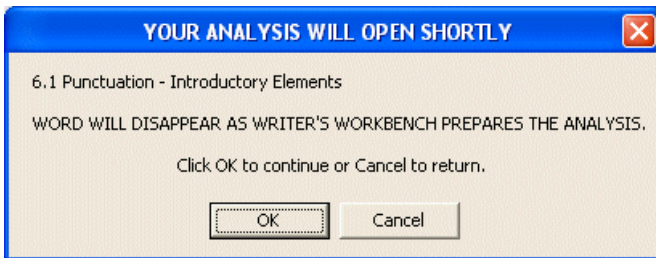 YOUR ANALYSIS WILL OPEN SHORTLY
6.1 Punctuation - Introductory Elements
WORD WILL DISAPPEAR AS WRITER'S WORKBENCH PREPARES THE ANALYSIS.
Click OK to continue or Cancel to return.
OK Cancel